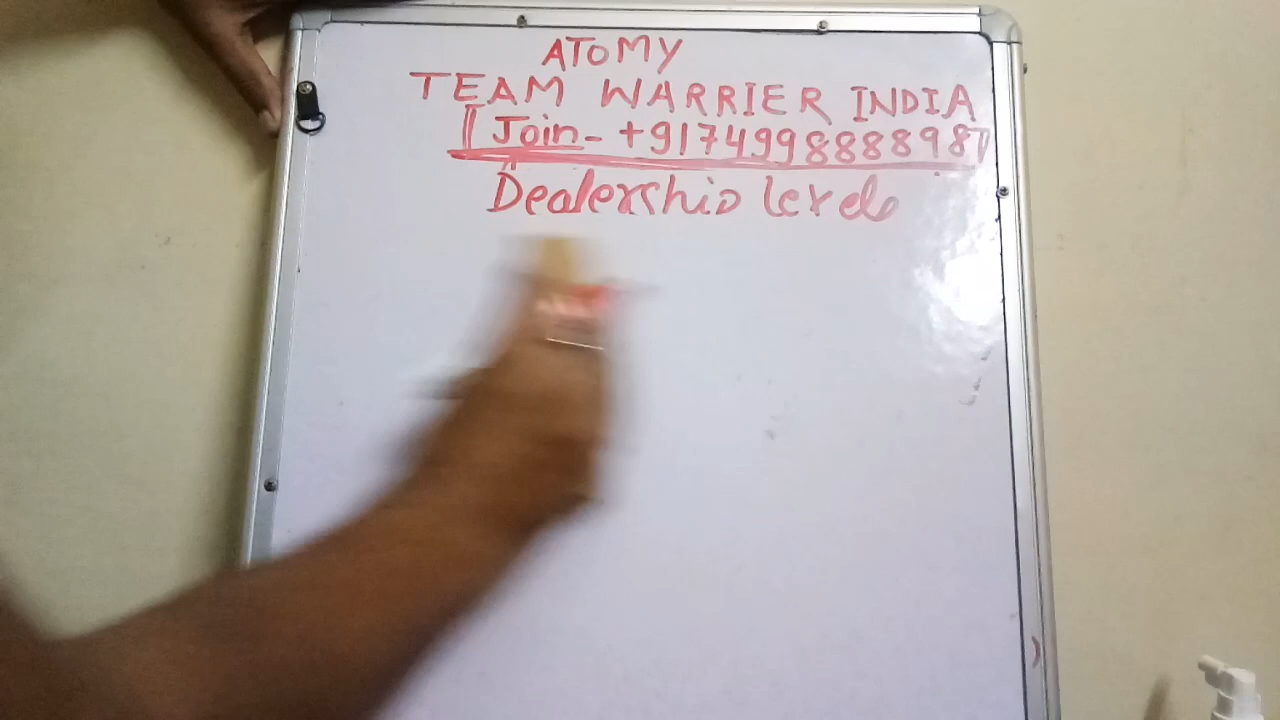 ATOMY
TEAM WARRIER INDIA
Join - +917499888898
Dealership levels